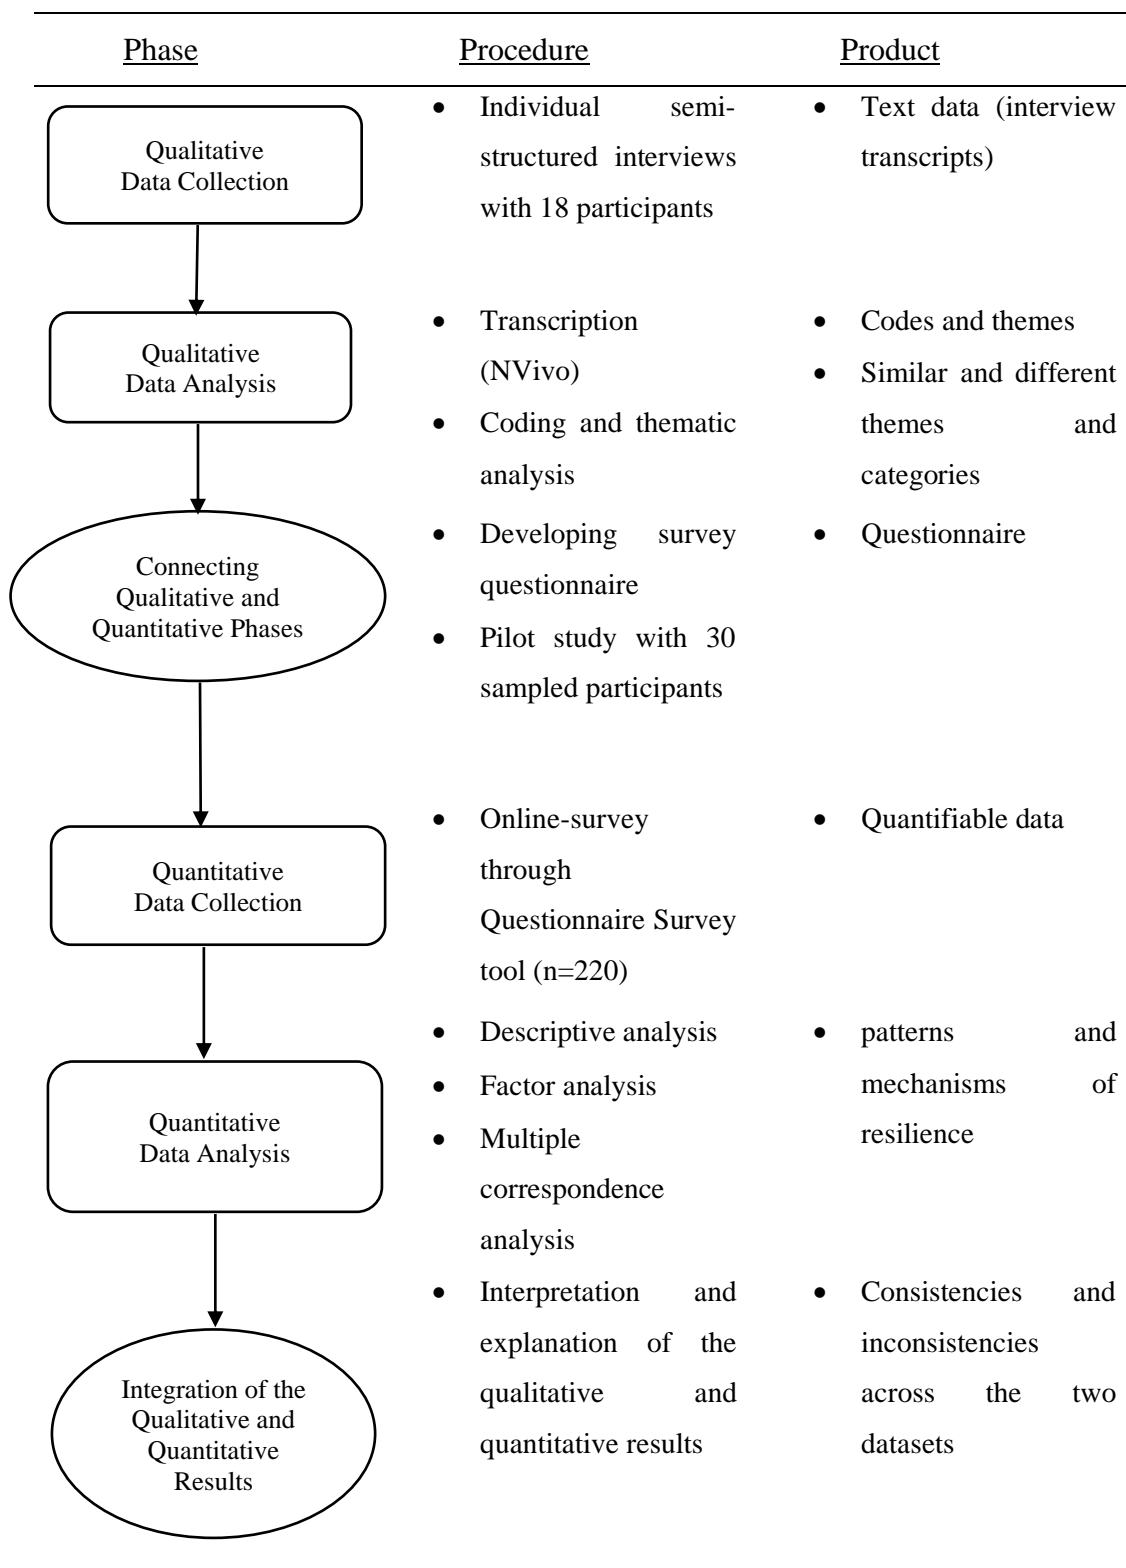 Phase Procedure Product
Qualitative
Data Collection
• Individual semi-
structured interviews
with 18 participants
• Text data (interview
transcripts)
Qualitative
Data Analysis
• Transcription
(NVivo)
• Coding and thematic
analysis
• Codes and themes
• Similar and different
themes and
categories
Connecting
Qualitative and
Quantitative Phases
• Developing survey
questionnaire
• Pilot study with 30
sampled participants
• Questionnaire
Quantitative
Data Collection
• Online-survey
through
Questionnaire Survey
tool (n=220)
• Quantifiable data
Quantitative
Data Analysis
• Descriptive analysis
• Factor analysis
• Multiple
correspondence
analysis
• patterns and
mechanisms of
resilience
Integration of the
Qualitative and
Quantitative
Results
• Interpretation and
explanation of the
qualitative and
quantitative results
• Consistencies and
inconsistencies
across the two
datasets